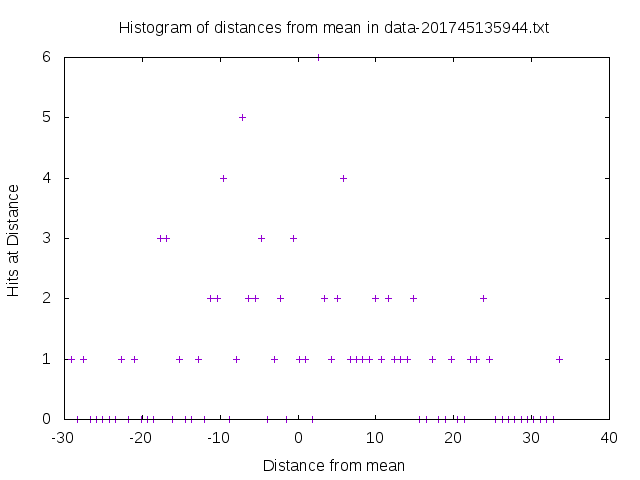 Histogram of distances from mean in data-201745135944.txt
6
5
4
3
2
1
0
Hits at Distance
-30 -20 -10 0 10 20 30 40
Distance from mean